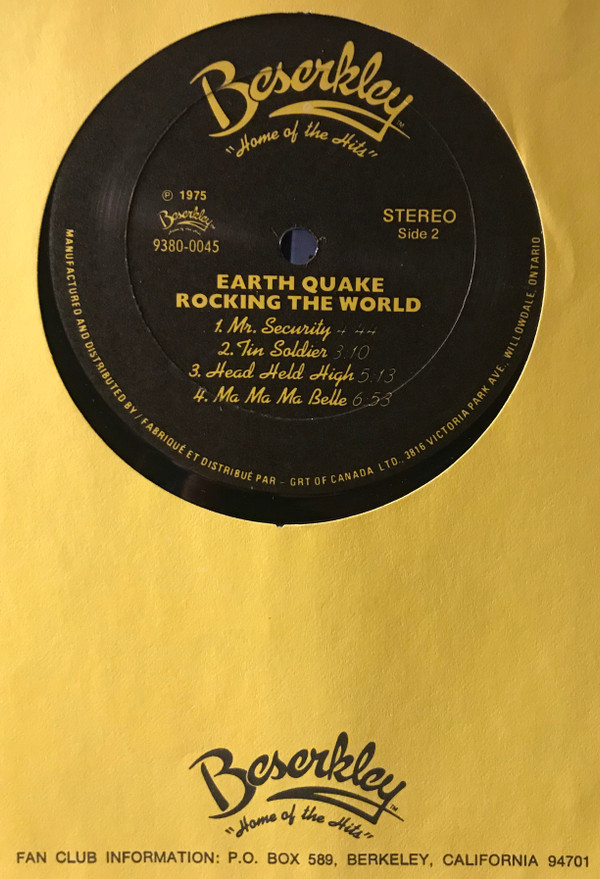 Beserkley™
"Home of the Hits"
℗ 1975
Beserkley
9380-0045
STEREO
Side 2
EARTH QUAKE
ROCKING THE WORLD
1. Mr. Security 4 44
2. Tin Soldier 3:10
3. Head Held High 5:13
4. Ma Ma Ma Belle 6:53
MANUFACTURED AND DISTRIBUTED BY / FABRIQUÉ ET DISTRIBUÉ PAR - GRT OF CANADA LTD., 3816 VICTORIA PARK AVE., WILLOWDALE, ONTARIO
Beserkley™
"Home of the Hits"
FAN CLUB INFORMATION: P.O. BOX 589, BERKELEY, CALIFORNIA 94701